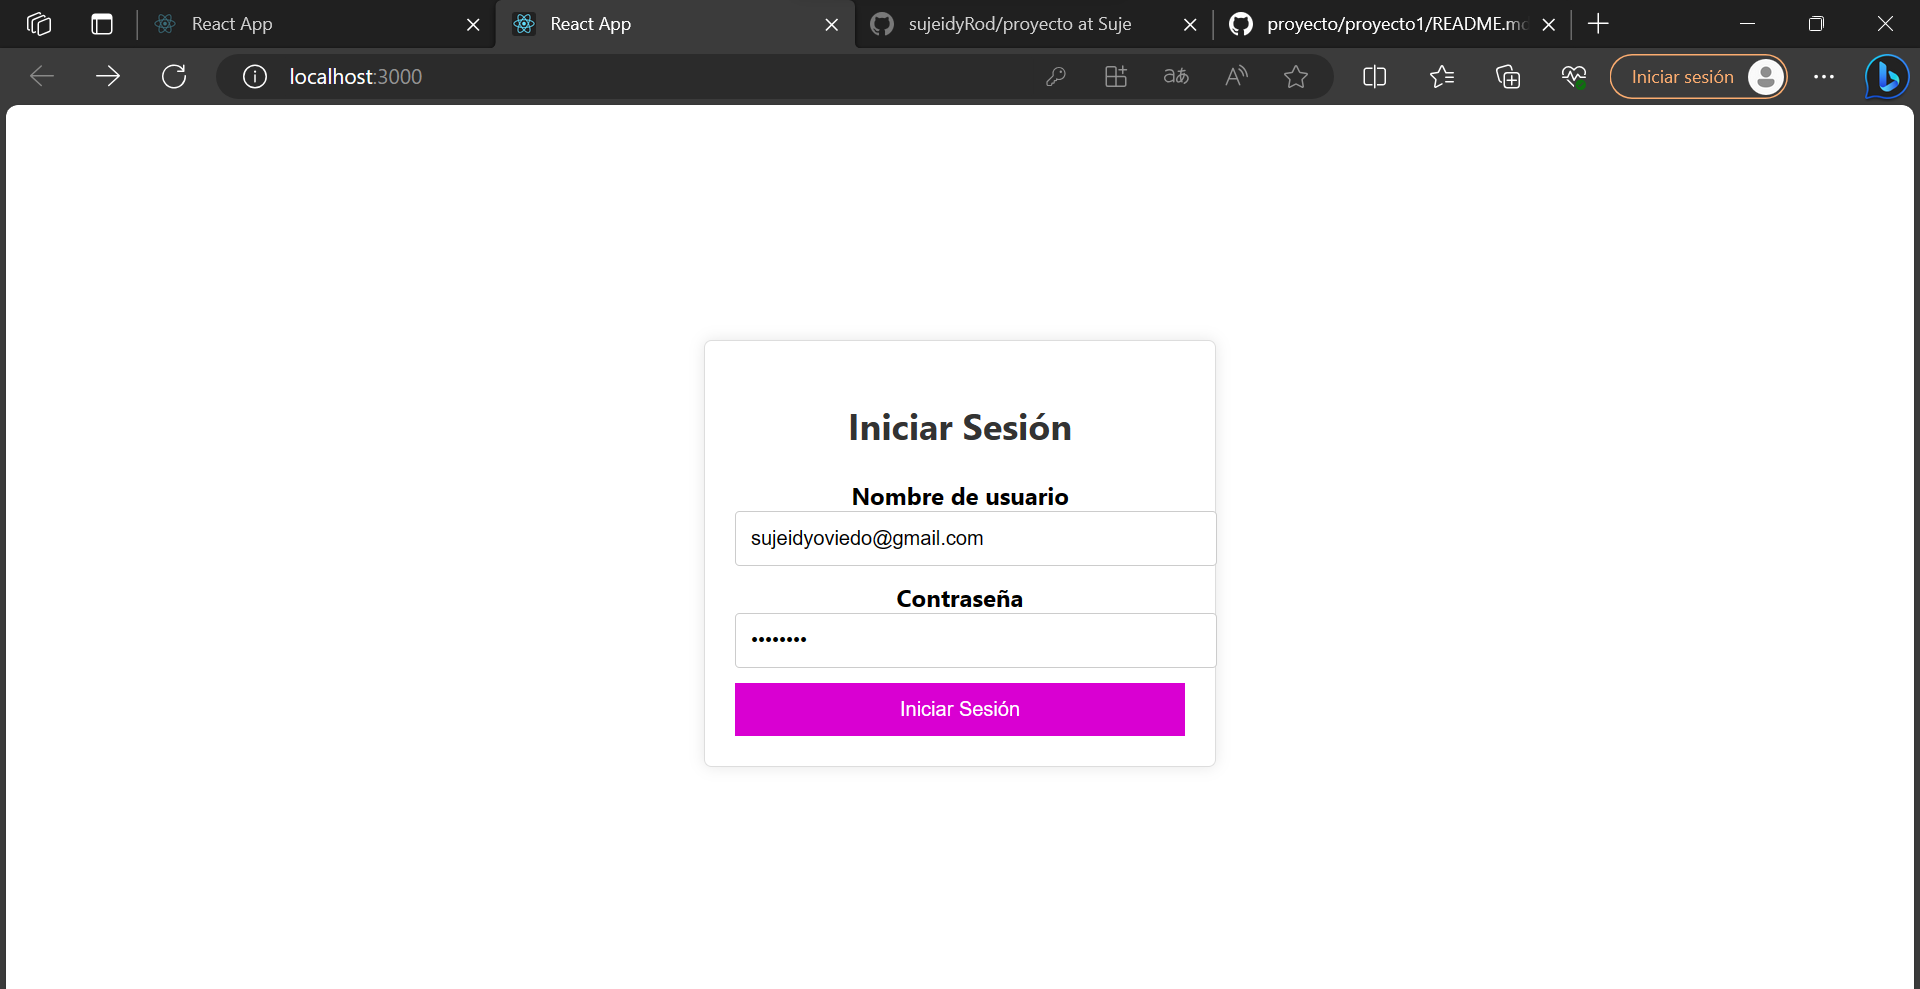 React App
React App
sujeidyRod/proyecto at Suje
proyecto/proyecto1/README.md
localhost:3000
Iniciar sesión
Iniciar Sesión
Nombre de usuario
sujeidyoviedo@gmail.com
Contraseña
••••••••
Iniciar Sesión